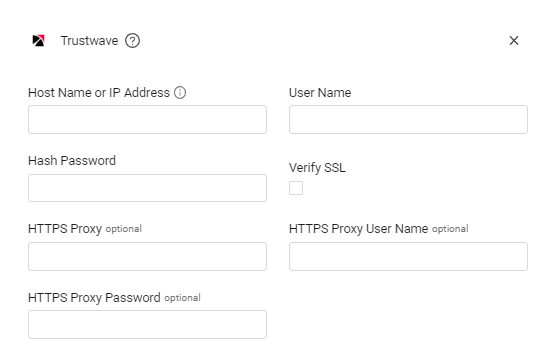 Trustwave
Host Name or IP Address
User Name
Hash Password
Verify SSL
HTTPS Proxy optional
HTTPS Proxy User Name optional
HTTPS Proxy Password optional